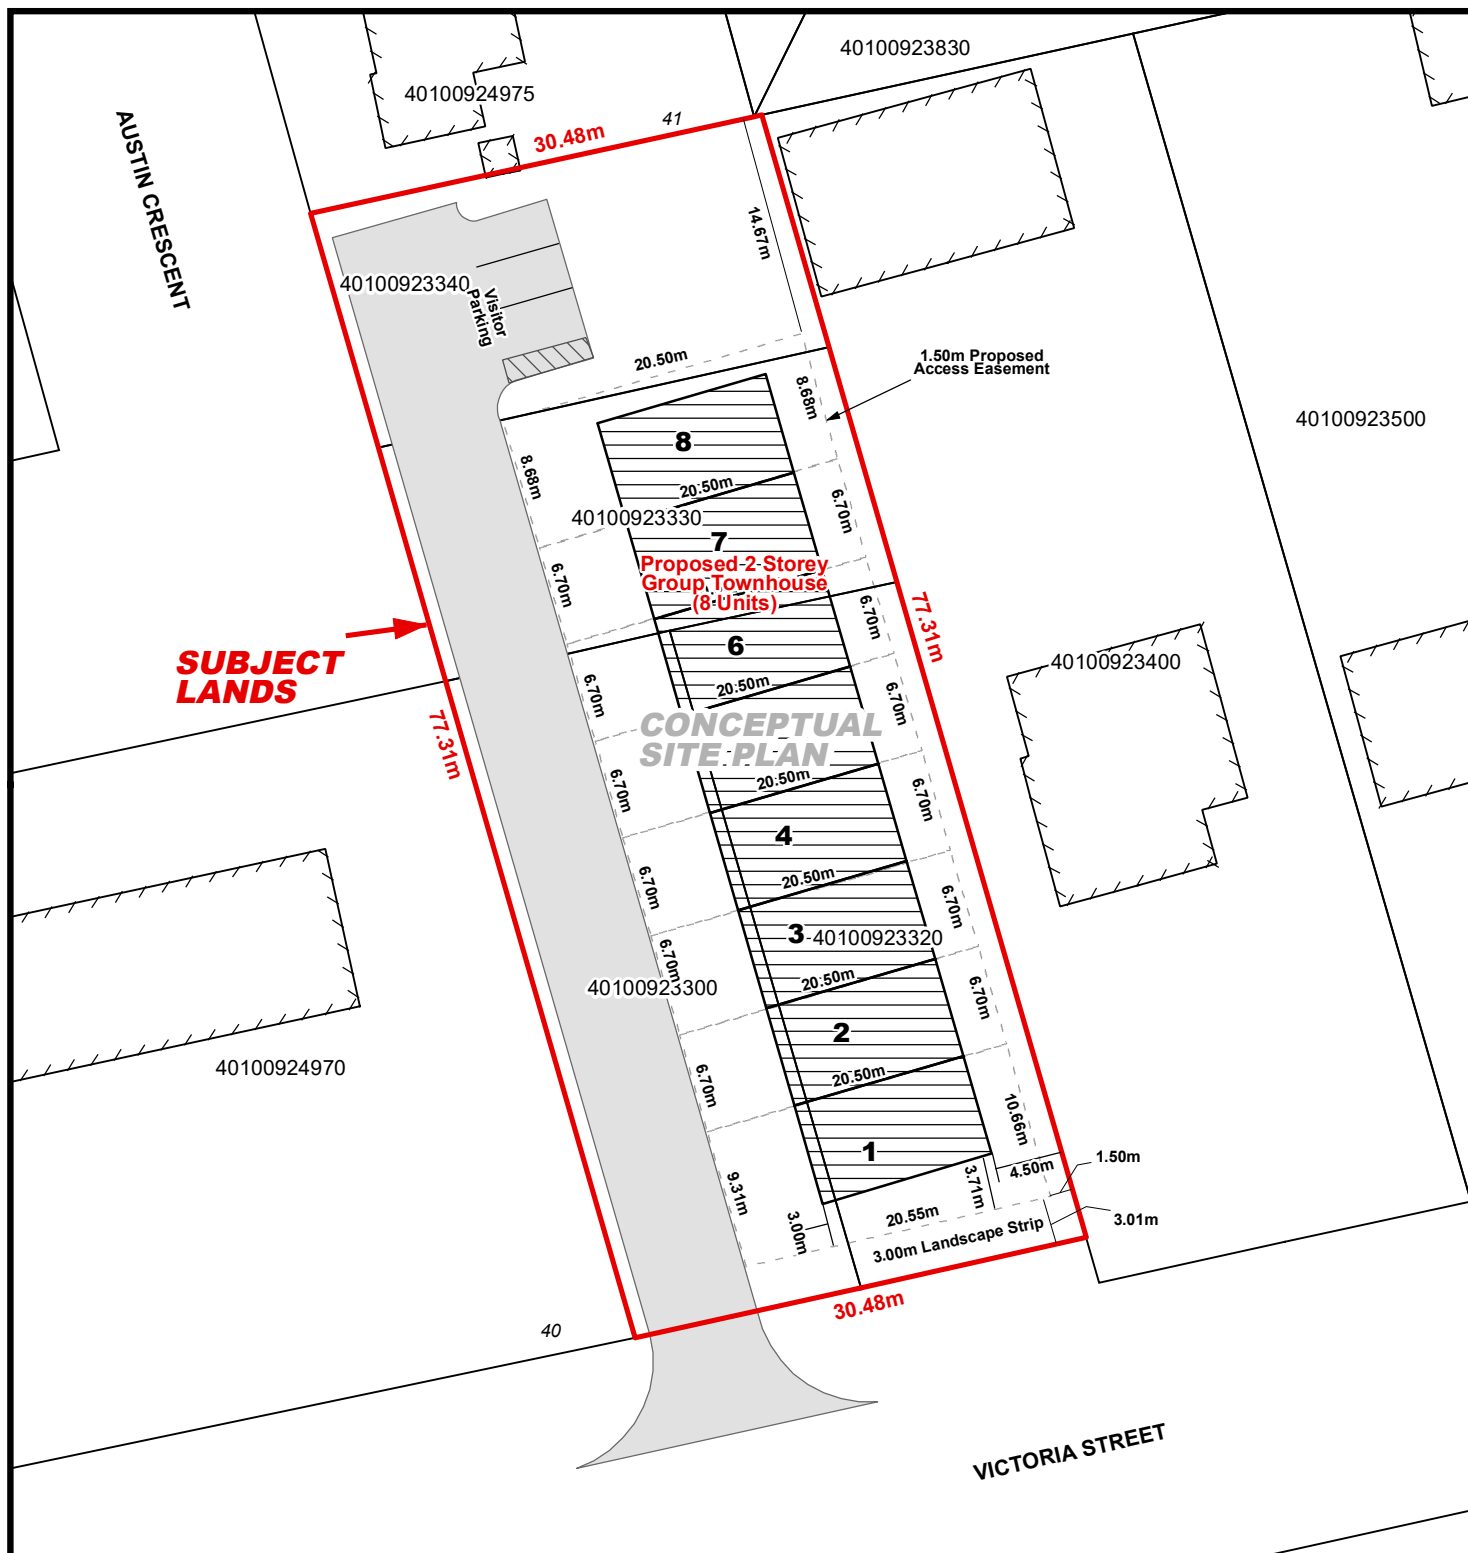 40100923830
40100924975
41
30.48m
AUSTIN CRESCENT
14.67m
40100923340
Visitor
Parking
20.50m
1.50m Proposed
Access Easement
8.68m
40100923500
8
8.68m
20.50m
6.70m
40100923330
7
Proposed 2 Storey
Group Townhouse
(8 Units)
6.70m
6.70m
77.31m
SUBJECT
LANDS
6
40100923400
20.50m
6.70m
6.70m
77.31m
CONCEPTUAL
SITE PLAN
20.50m
6.70m
6.70m
4
20.50m
6.70m
6.70m
3
40100923320
6.70m
20.50m
40100923300
6.70m
2
40100924970
20.50m
6.70m
10.66m
1
1.50m
4.50m
3.71m
9.31m
20.55m
3.01m
3.00m
3.00m Landscape Strip
30.48m
40
VICTORIA STREET